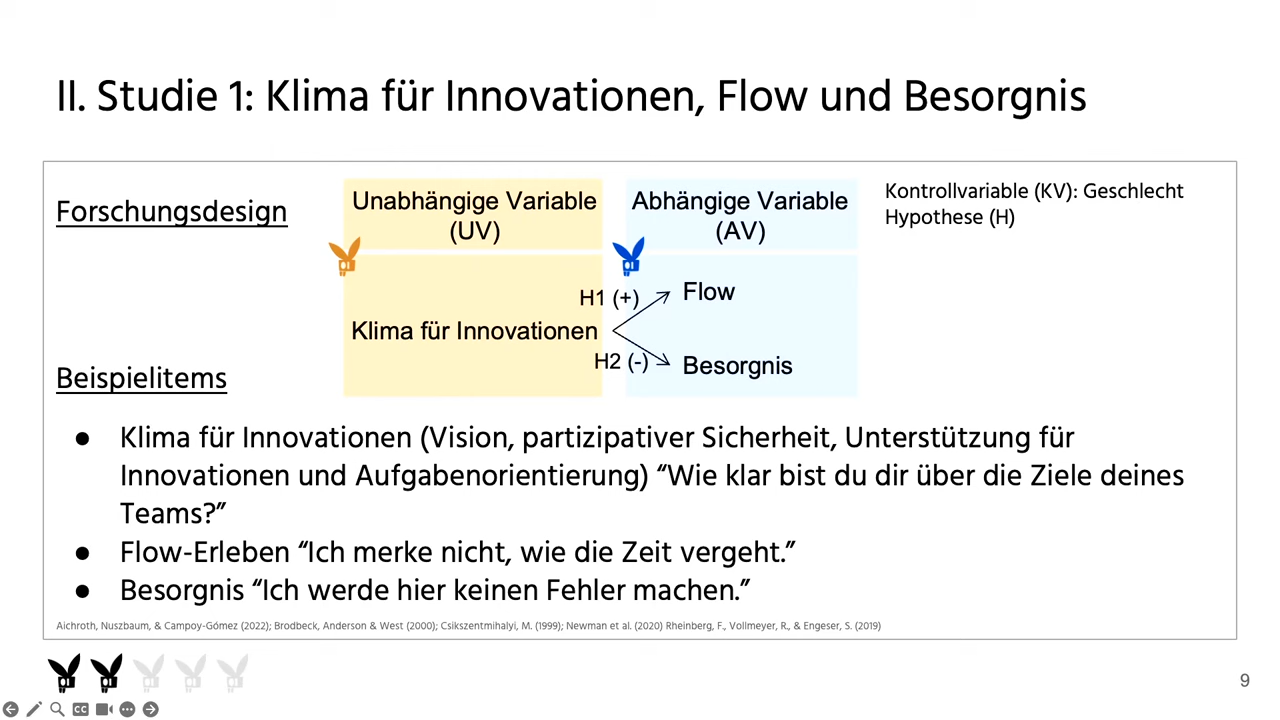 II. Studie 1: Klima für Innovationen, Flow und Besorgnis
Forschungsdesign
Unabhängige Variable
(UV)
Abhängige Variable
(AV)
Kontrollvariable (KV): Geschlecht
Hypothese (H)
H1 (+)
Flow
Klima für Innovationen
H2 (-)
Besorgnis
Beispielitems
● Klima für Innovationen (Vision, partizipativer Sicherheit, Unterstützung für
Innovationen und Aufgabenorientierung) “Wie klar bist du dir über die Ziele deines
Teams?”
● Flow-Erleben “Ich merke nicht, wie die Zeit vergeht.”
● Besorgnis “Ich werde hier keinen Fehler machen.”
Aichroth, Nuszbaum, & Campoy-Gómez (2022); Brodbeck, Anderson & West (2000); Csikszentmihalyi, M. (1999); Newman et al. (2020) Rheinberg, F., Vollmeyer, R., & Engeser, S. (2019)
9
CC